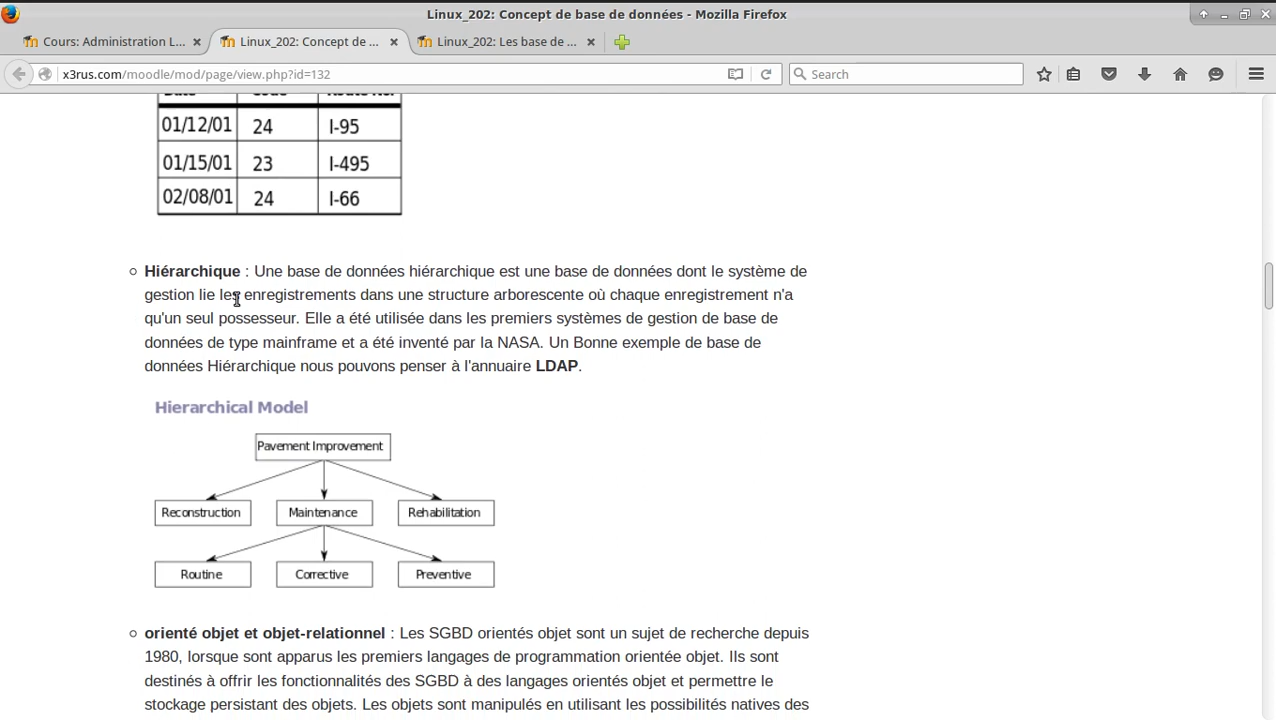 Linux_202: Concept de base de données - Mozilla Firefox
Cours: Administration L...
Linux_202: Concept de ...
Linux_202: Les base de ...
x3rus.com/moodle/mod/page/view.php?id=132
Search
01/12/01 24 I-95
01/15/01 23 I-495
02/08/01 24 I-66
Hiérarchique : Une base de données hiérarchique est une base de données dont le système de
gestion lie les enregistrements dans une structure arborescente où chaque enregistrement n'a
qu'un seul possesseur. Elle a été utilisée dans les premiers systèmes de gestion de base de
données de type mainframe et a été inventé par la NASA. Un Bonne exemple de base de
données Hiérarchique nous pouvons penser à l'annuaire LDAP.
Hierarchical Model
Pavement Improvement
Reconstruction Maintenance Rehabilitation
Routine Corrective Preventive
orienté objet et objet-relationnel : Les SGBD orientés objet sont un sujet de recherche depuis
1980, lorsque sont apparus les premiers langages de programmation orientée objet. Ils sont
destinés à offrir les fonctionnalités des SGBD à des langages orientés objet et permettre le
stockage persistant des objets. Les objets sont manipulés en utilisant les possibilités natives des